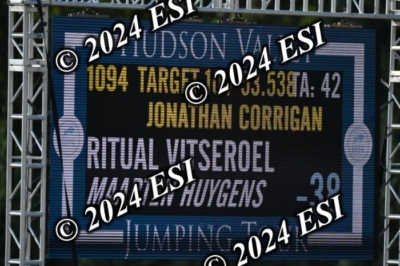 HUDSON VALLEY
1094 TARGET 53.538 TA: 42
JONATHAN CORRIGAN
RITUAL VITSEROEL
MAARTEN HUYGENS -38
JUMPING TOUR
© 2024 ESI
© 2024 ESI
© 2024 ESI
© 2024 ESI
© 2024 ESI